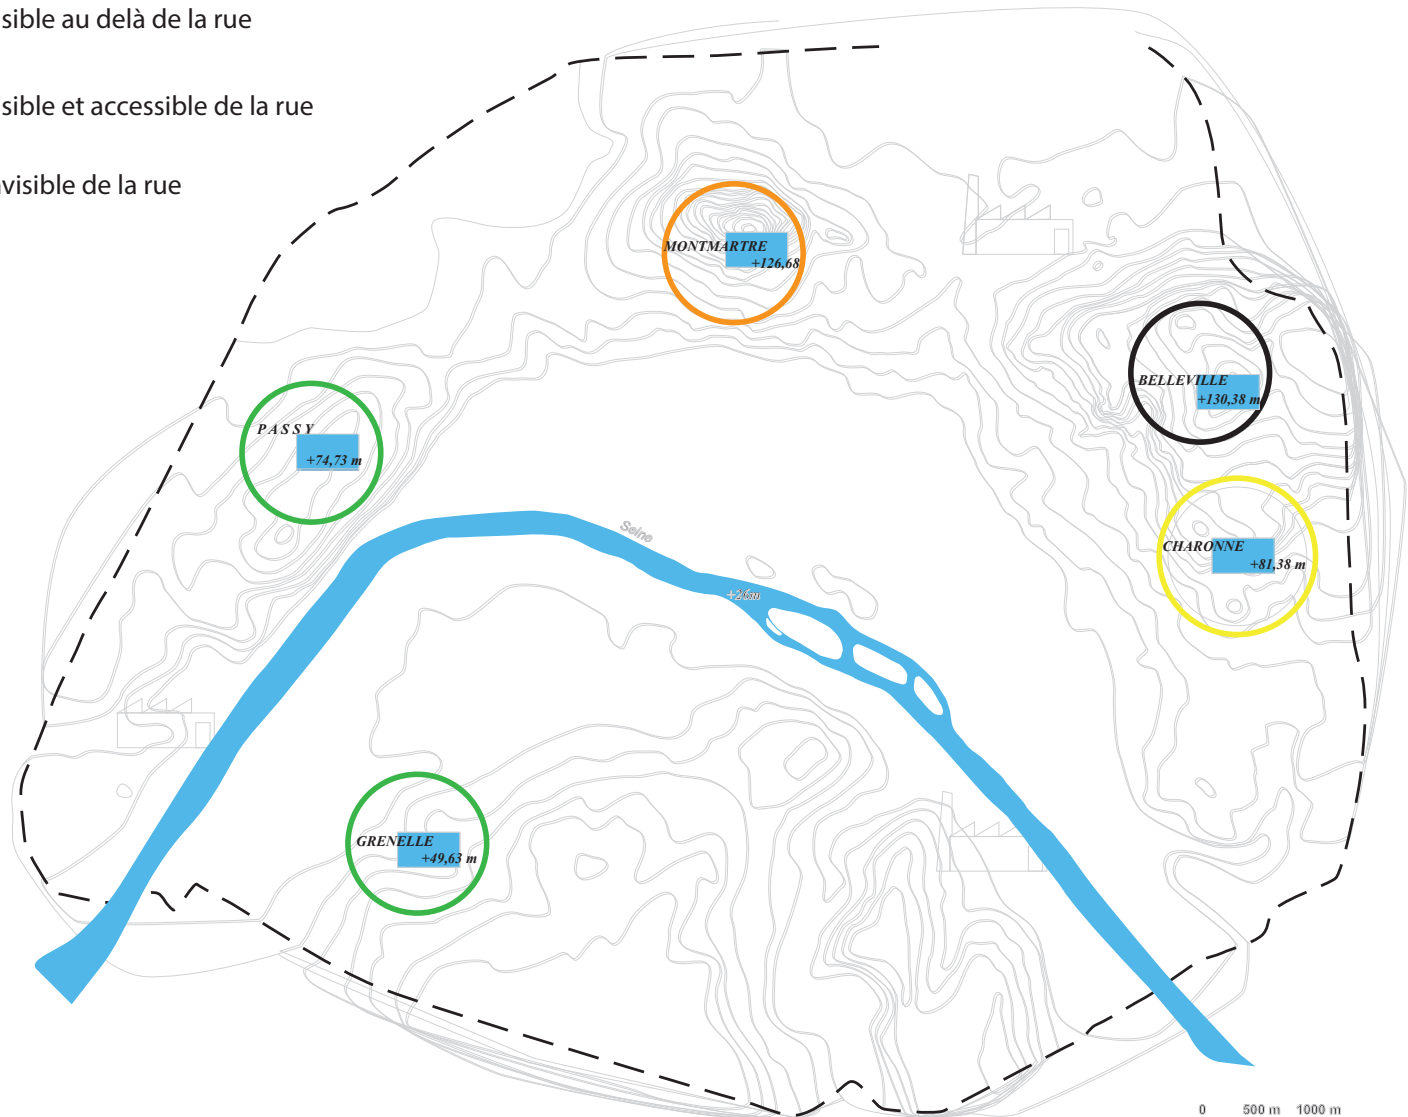 sible au delà de la rue
sible et accessible de la rue
visible de la rue
MONTMARTRE
+126,68
BELLEVILLE
+130,38 m
PASSY
+74,73 m
Seine
CHARONNE
+81,38 m
GRENELLE
+49,63 m
0 500 m 1000 m